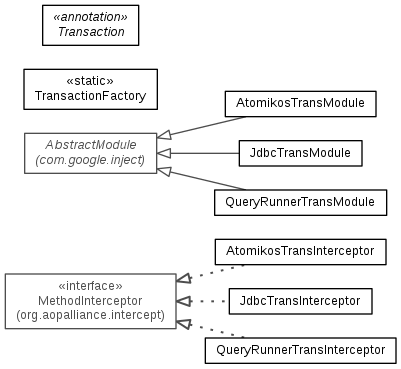 «annotation»
Transaction
«static»
TransactionFactory
AbstractModule
(com.google.inject)
AtomikosTransModule
JdbcTransModule
QueryRunnerTransModule
«interface»
MethodInterceptor
(org.aopalliance.intercept)
AtomikosTransInterceptor
JdbcTransInterceptor
QueryRunnerTransInterceptor